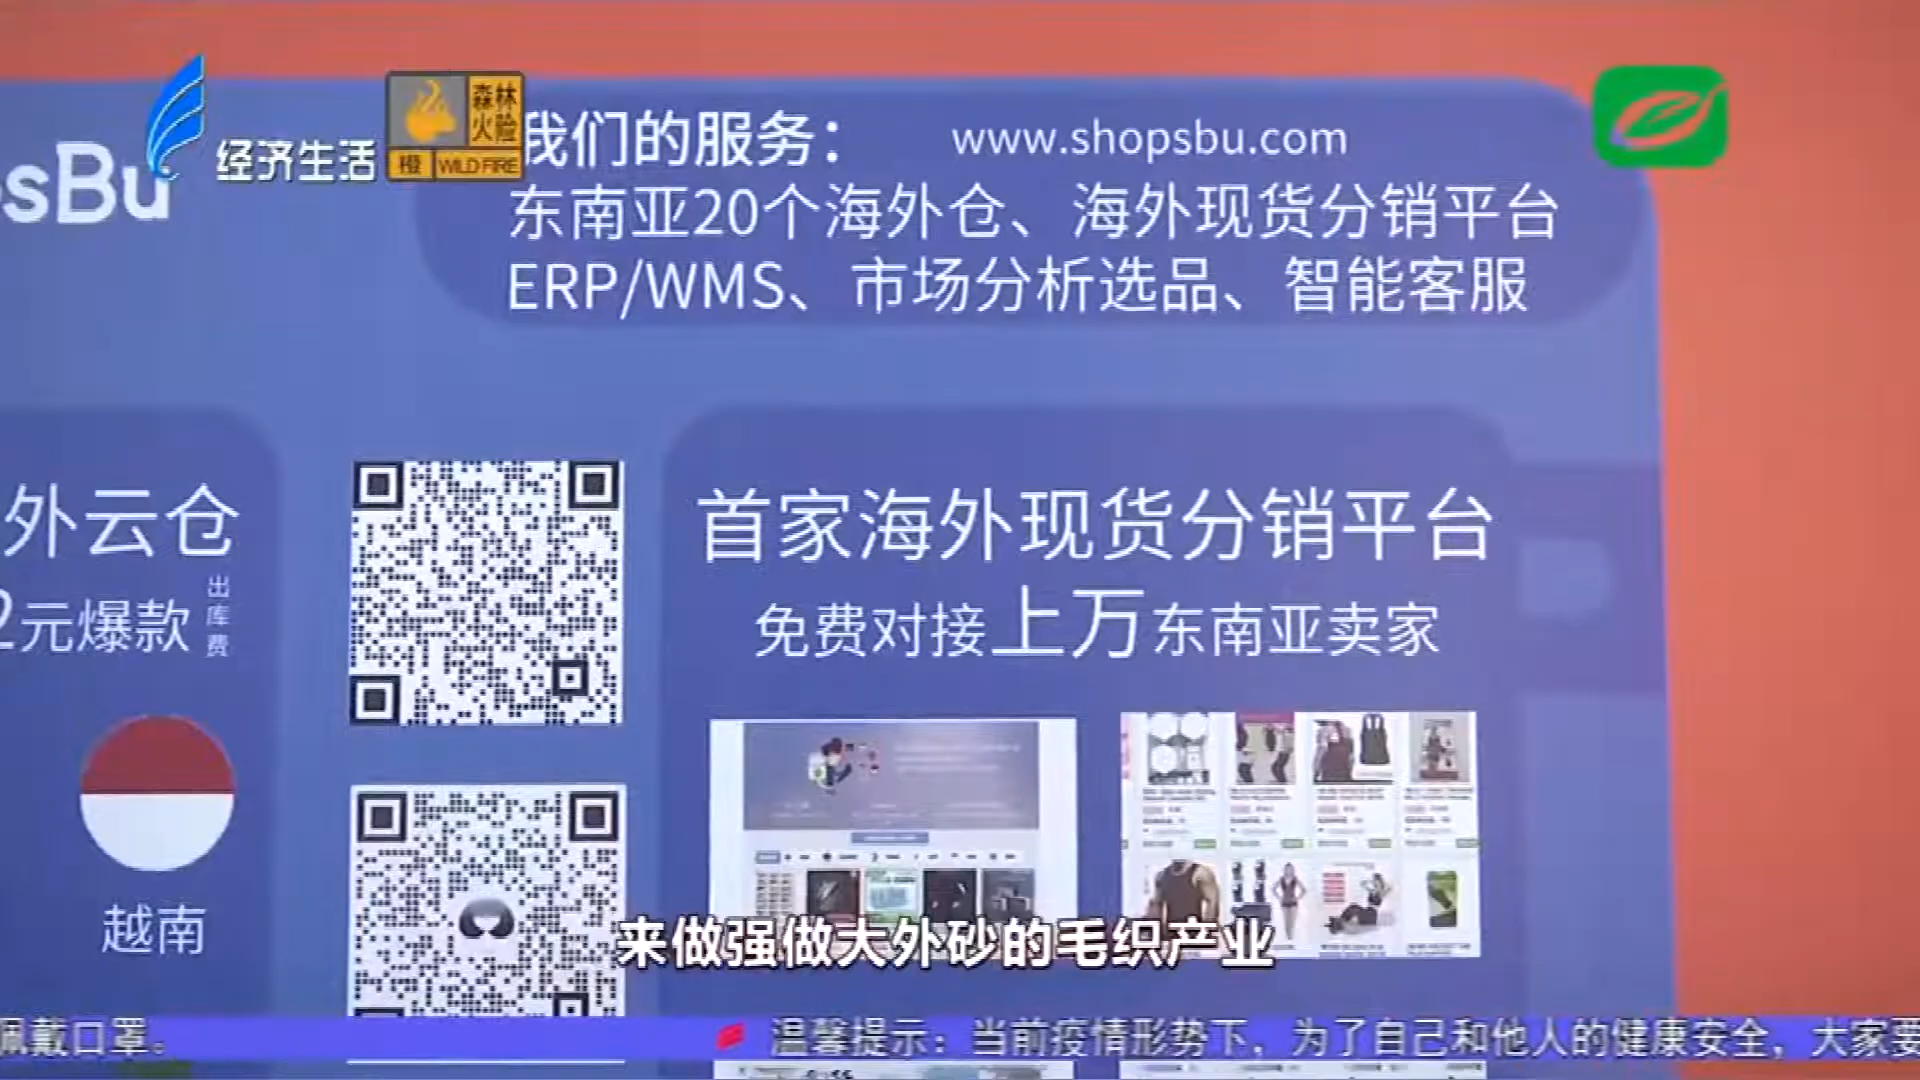 经济生活
森林
火险
橙 WILD FIRE
sBu
我们的服务： www.shopsbu.com
东南亚20个海外仓、海外现货分销平台
ERP/WMS、市场分析选品、智能客服
外云仓
2元爆款
出库费
越南
首家海外现货分销平台
免费对接上万东南亚卖家
来做强做大外砂的毛织产业
佩戴口罩。 温馨提示：当前疫情形势下，为了自己和他人的健康安全，大家要